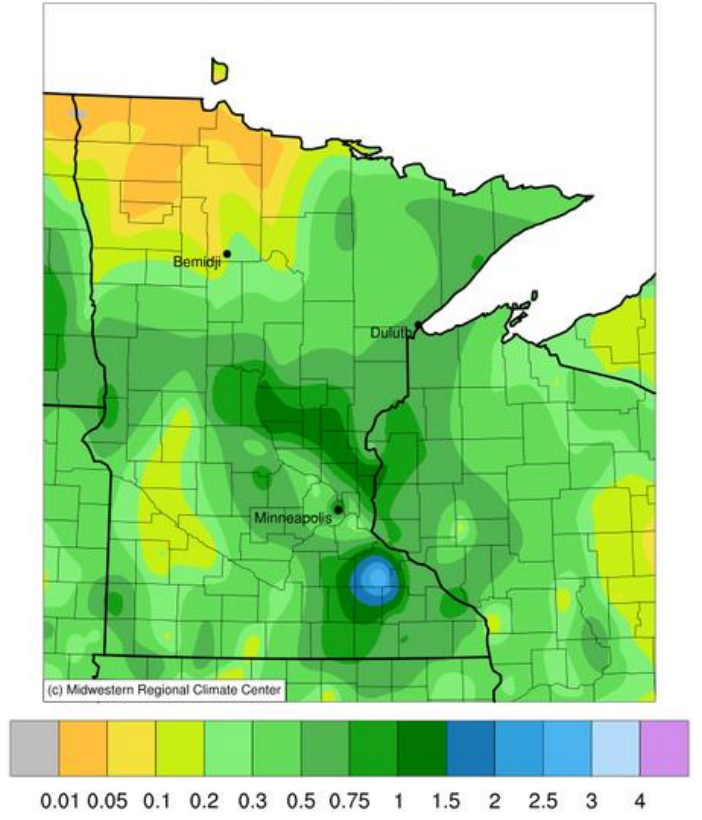 Bemidji
Duluth
Minneapolis
(c) Midwestern Regional Climate Center
0.01 0.05 0.1 0.2 0.3 0.5 0.75 1 1.5 2 2.5 3 4